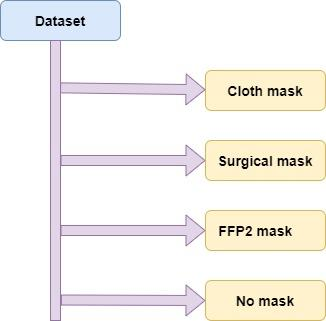 Dataset
Cloth mask
Surgical mask
FFP2 mask
No mask